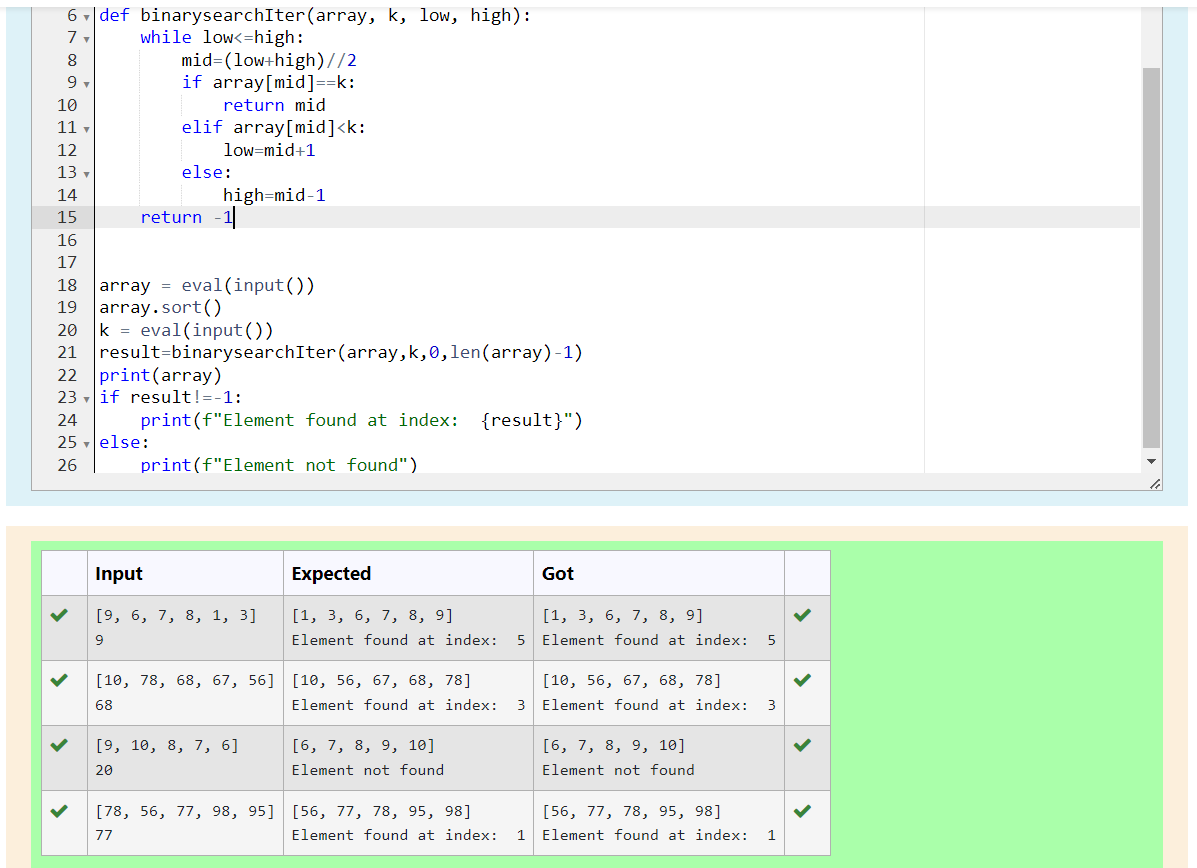 6 def binarysearchIter(array, k, low, high):
7     while low<=high:
8         mid=(low+high)//2
9         if array[mid]==k:
10             return mid
11         elif array[mid]<k:
12             low=mid+1
13         else:
14             high=mid-1
15     return -1
16
17
18 array = eval(input())
19 array.sort()
20 k = eval(input())
21 result=binarysearchIter(array,k,0,len(array)-1)
22 print(array)
23 if result!=-1:
24     print(f"Element found at index:  {result}")
25 else:
26     print(f"Element not found")
Input Expected Got
[9, 6, 7, 8, 1, 3] [1, 3, 6, 7, 8, 9] [1, 3, 6, 7, 8, 9]
9 Element found at index:  5 Element found at index:  5
[10, 78, 68, 67, 56] [10, 56, 67, 68, 78] [10, 56, 67, 68, 78]
68 Element found at index:  3 Element found at index:  3
[9, 10, 8, 7, 6] [6, 7, 8, 9, 10] [6, 7, 8, 9, 10]
20 Element not found Element not found
[78, 56, 77, 98, 95] [56, 77, 78, 95, 98] [56, 77, 78, 95, 98]
77 Element found at index:  1 Element found at index:  1